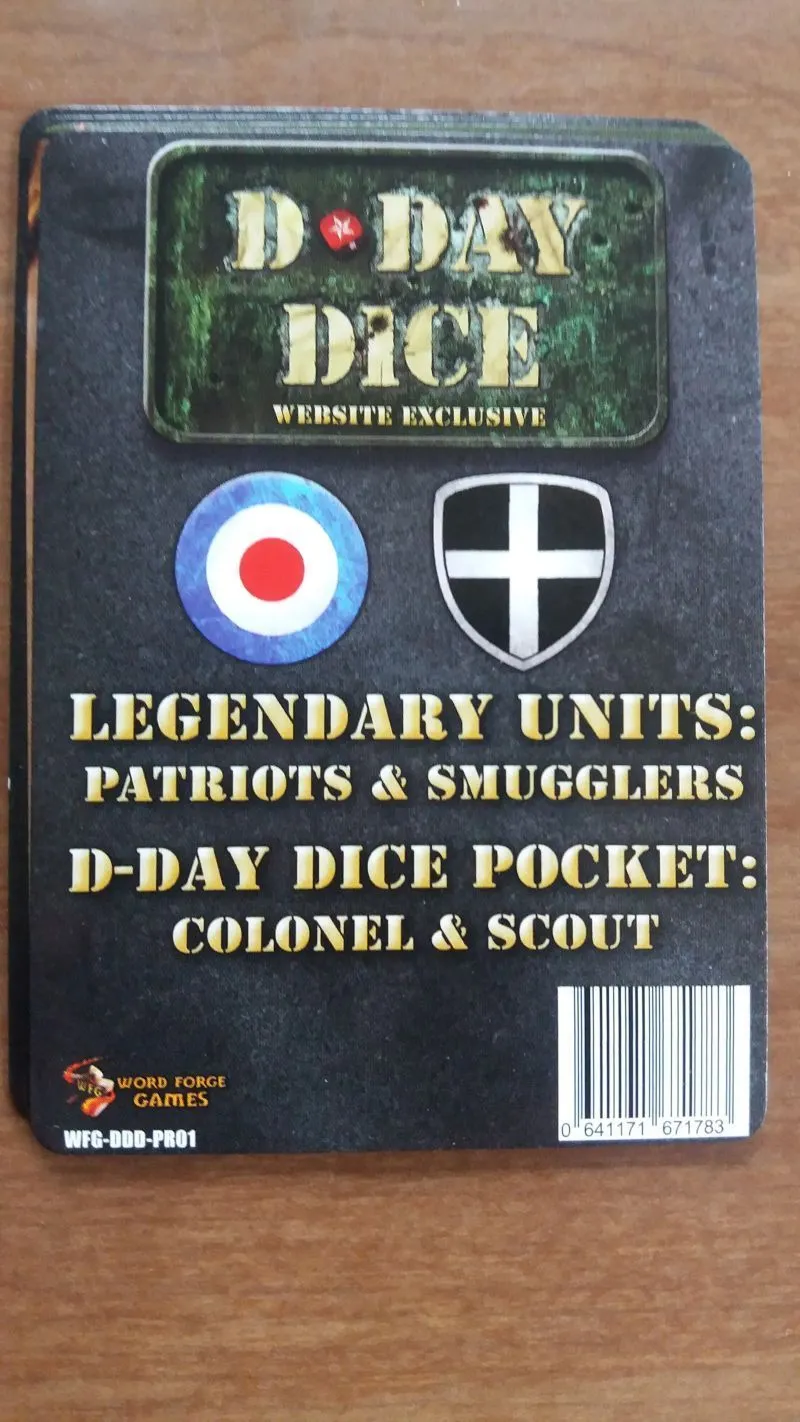 D-DAY
DICE
WEBSITE EXCLUSIVE
LEGENDARY UNITS:
PATRIOTS & SMUGGLERS
D-DAY DICE POCKET:
COLONEL & SCOUT
WFG
WORD FORGE
GAMES
WFG-DDD-PR01
0 641171 671783